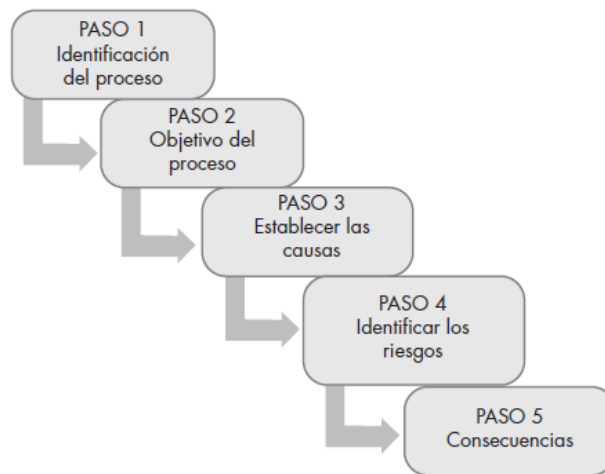 PASO 1
Identificación
del proceso
PASO 2
Objetivo del
proceso
PASO 3
Establecer las
causas
PASO 4
Identificar los
riesgos
PASO 5
Consecuencias